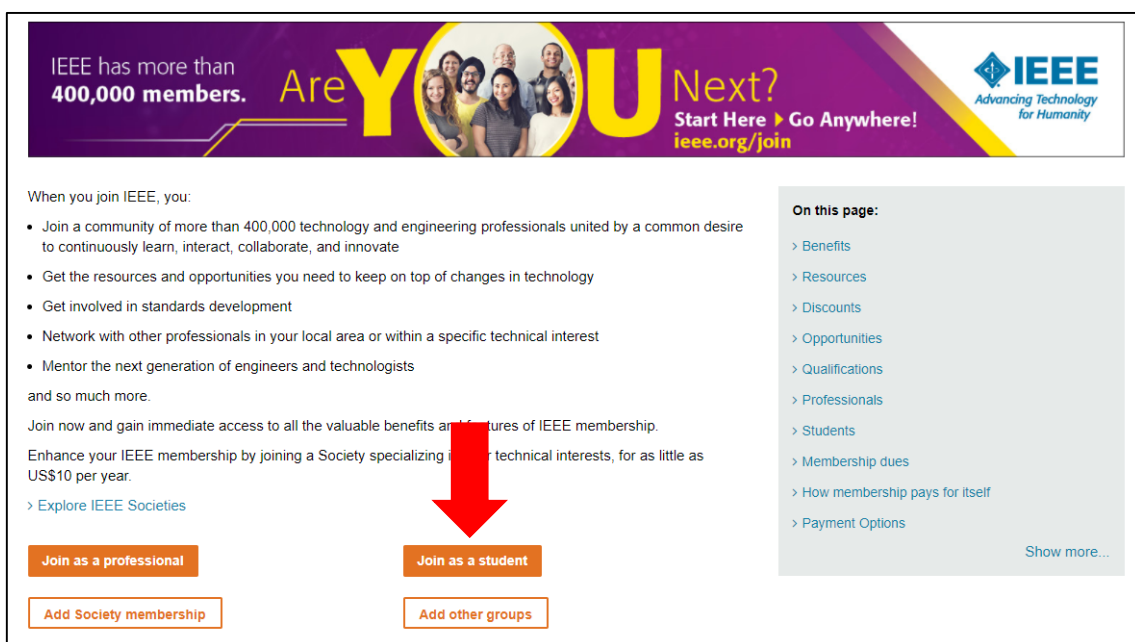 IEEE has more than
400,000 members.
Are YOU Next?
Start Here Go Anywhere!
ieee.org/join
IEEE
Advancing Technology
for Humanity
When you join IEEE, you:
• Join a community of more than 400,000 technology and engineering professionals united by a common desire
to continuously learn, interact, collaborate, and innovate
• Get the resources and opportunities you need to keep on top of changes in technology
• Get involved in standards development
• Network with other professionals in your local area or within a specific technical interest
• Mentor the next generation of engineers and technologists
and so much more.
Join now and gain immediate access to all the valuable benefits and features of IEEE membership.
Enhance your IEEE membership by joining a Society specializing technical interests, for as little as
US$10 per year.
> Explore IEEE Societies
Join as a professional
Join as a student
Add Society membership
Add other groups
On this page:
> Benefits
> Resources
> Discounts
> Opportunities
> Qualifications
> Professionals
> Students
> Membership dues
> How membership pays for itself
> Payment Options
Show more...